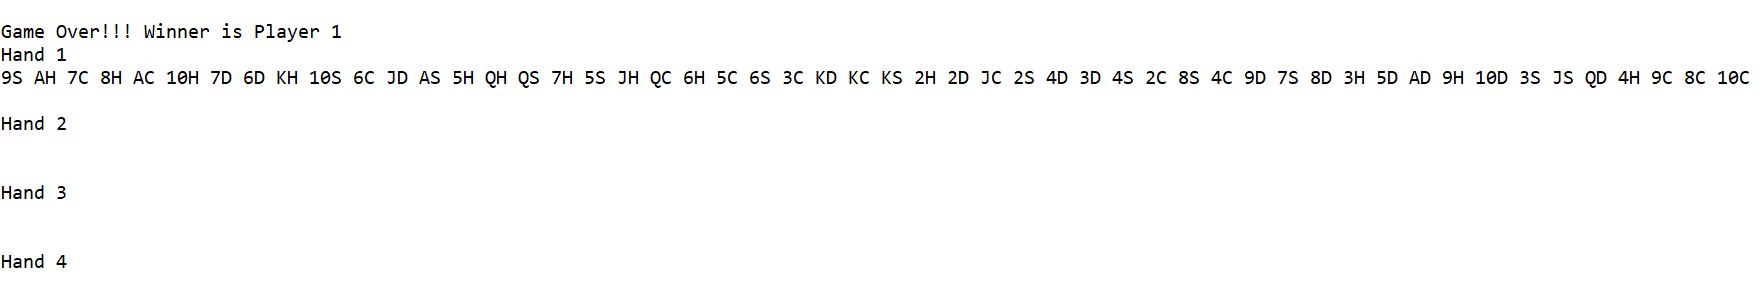 Game Over!!! Winner is Player 1
Hand 1
9S AH 7C 8H AC 10H 7D 6D KH 10S 6C JD AS 5H QH QS 7H 5S JH QC 6H 5C 6S 3C KD KC KS 2H 2D JC 2S 4D 3D 4S 2C 8S 4C 9D 7S 8D 3H 5D AD 9H 10D 3S JS QD 4H 9C 8C 10C
Hand 2
Hand 3
Hand 4